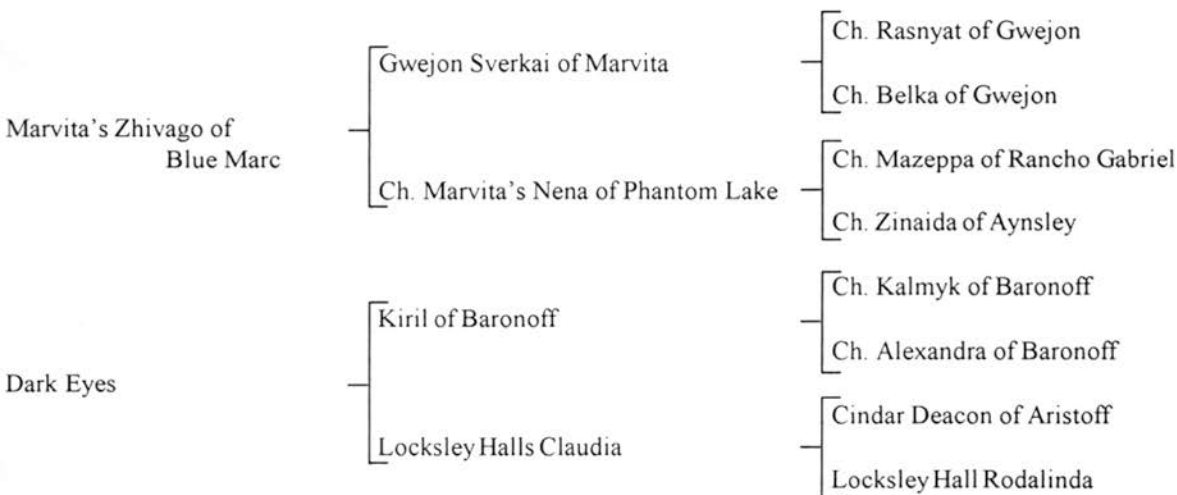 Ch. Rasnyat of Gwejon
Gwejon Sverkai of Marvita
Ch. Belka of Gwejon
Marvita's Zhivago of
Blue Marc
Ch. Mazeppa of Rancho Gabriel
Ch. Marvita's Nena of Phantom Lake
Ch. Zinaida of Aynsley
Ch. Kalmyk of Baronoff
Kiril of Baronoff
Ch. Alexandra of Baronoff
Dark Eyes
Cindar Deacon of Aristoff
Locksley Halls Claudia
Locksley Hall Rodalinda